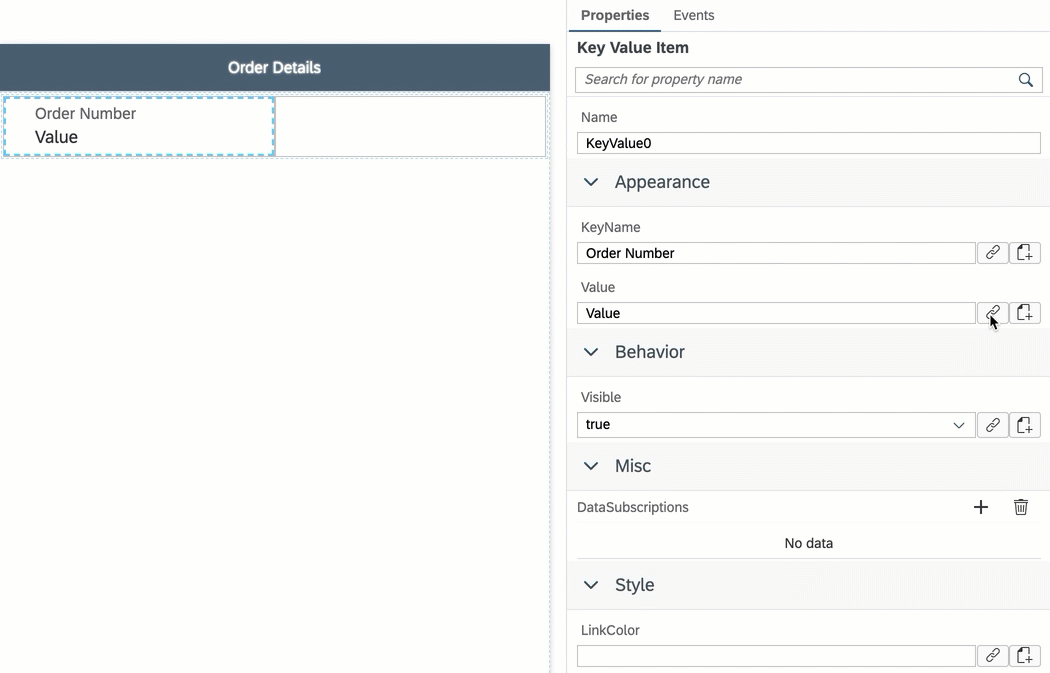 Order Details
Order Number
Value
Properties Events
Key Value Item
Search for property name
Name
KeyValue0
Appearance
KeyName
Order Number
Value
Value
Behavior
Visible
true
Misc
DataSubscriptions
No data
Style
LinkColor